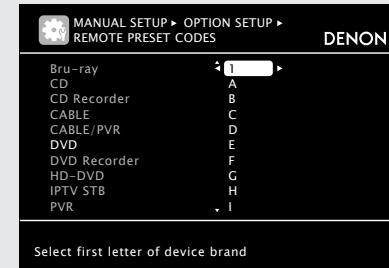 MANUAL SETUP ▸ OPTION SETUP ▸
REMOTE PRESET CODES
DENON
Bru-ray 1
CD A
CD Recorder B
CABLE C
CABLE/PVR D
DVD E
DVD Recorder F
HD-DVD G
IPTV STB H
PVR I
Select first letter of device brand